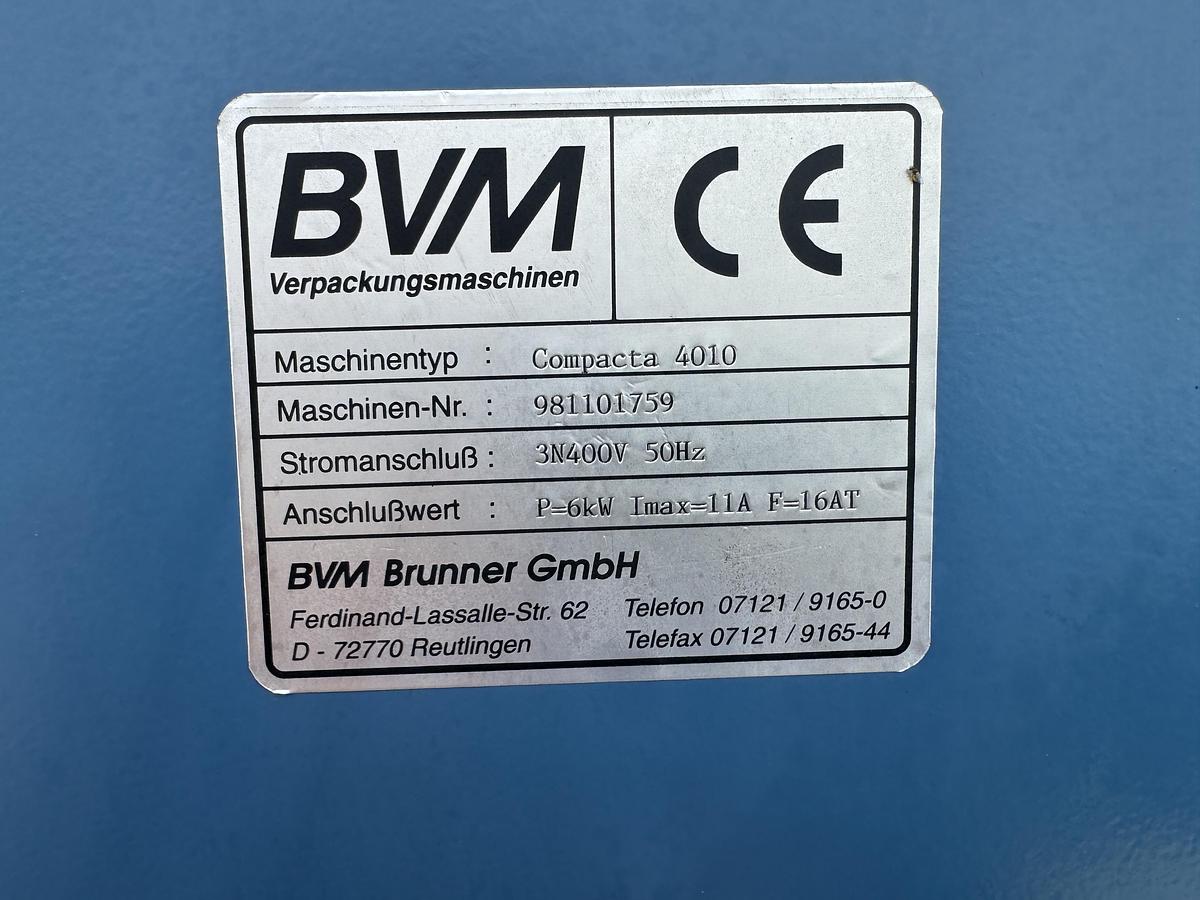 BVM
Verpackungsmaschinen
CE
Maschinentyp : Compacta 4010
Maschinen-Nr. : 981101759
Stromanschluß : 3N400V 50Hz
Anschlußwert : P=6kW Imax=11A F=16AT
BVM Brunner GmbH
Ferdinand-Lassalle-Str. 62 Telefon 07121 / 9165-0
D - 72770 Reutlingen Telefax 07121 / 9165-44